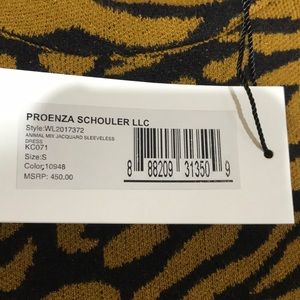 PROENZA SCHOULER LLC
Style:WL2017372
ANIMAL MIX JACQUARD SLEEVELESS
DRESS
KC071
Size:S
Color:10948
MSRP: 450.00
8 88209 31350 9